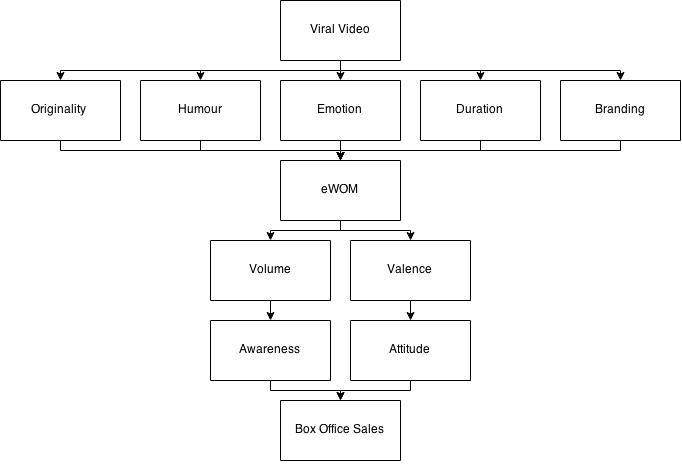 Viral Video
Originality
Humour
Emotion
Duration
Branding
eWOM
Volume
Valence
Awareness
Attitude
Box Office Sales